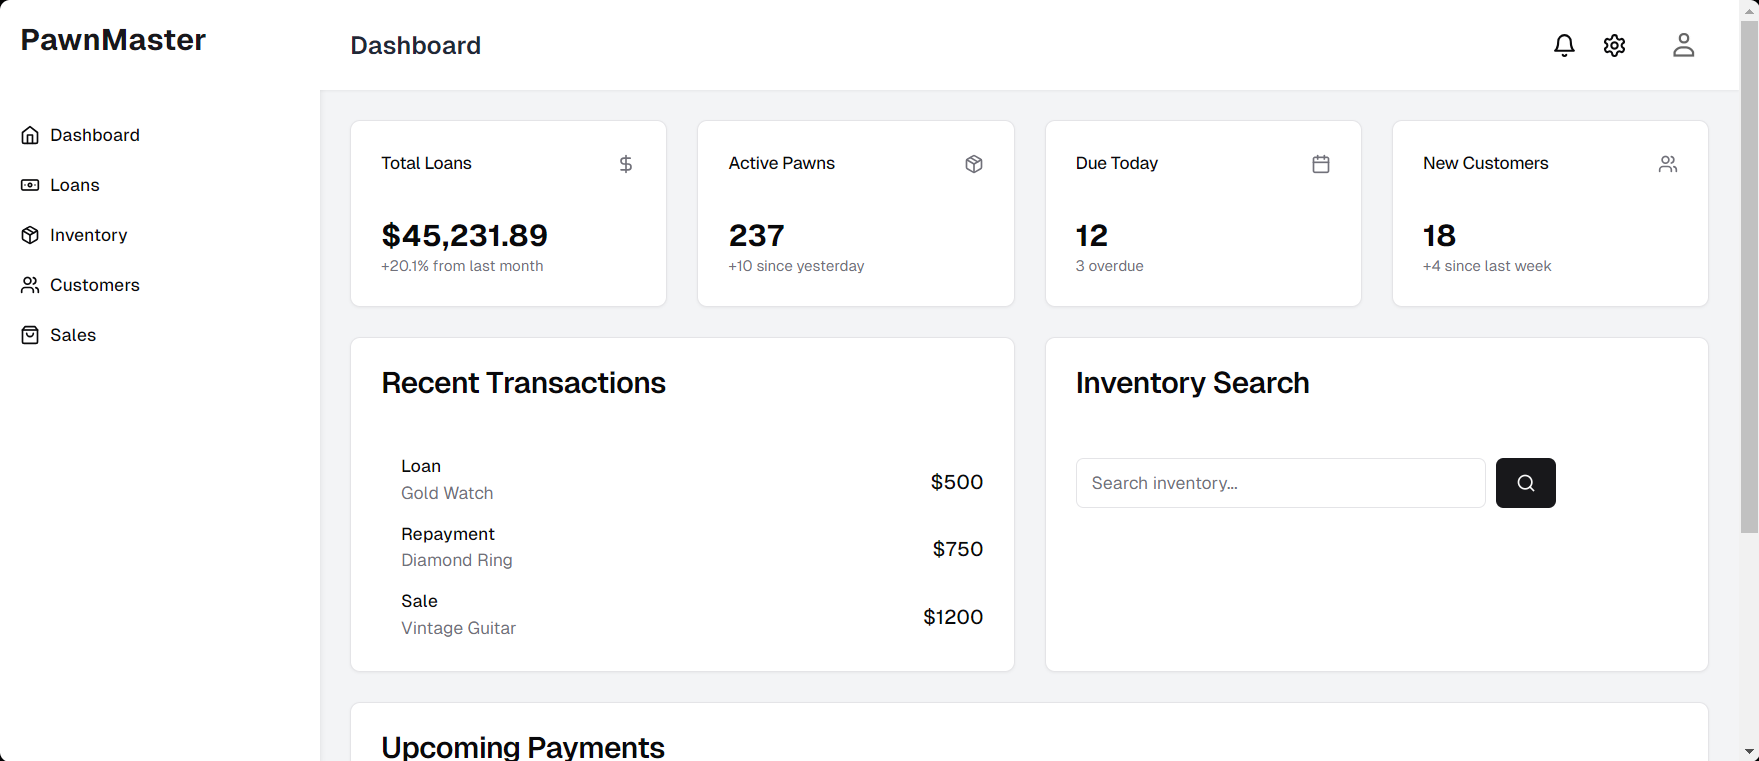 PawnMaster
Dashboard
Loans
Inventory
Customers
Sales
Dashboard
Total Loans
$45,231.89
+20.1% from last month
Active Pawns
237
+10 since yesterday
Due Today
12
3 overdue
New Customers
18
+4 since last week
Recent Transactions
Loan
Gold Watch
$500
Repayment
Diamond Ring
$750
Sale
Vintage Guitar
$1200
Inventory Search
Search inventory...
Upcoming Payments